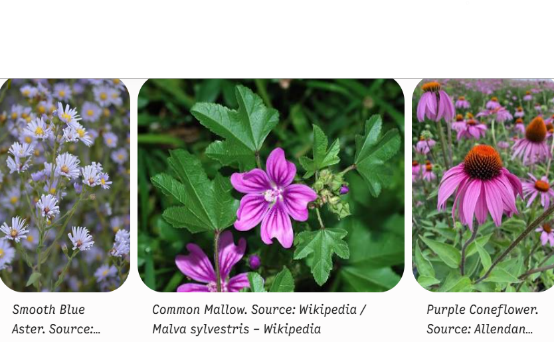 Smooth Blue
Aster. Source:...
Common Mallow. Source: Wikipedia /
Malva sylvestris – Wikipedia
Purple Coneflower.
Source: Allendan...